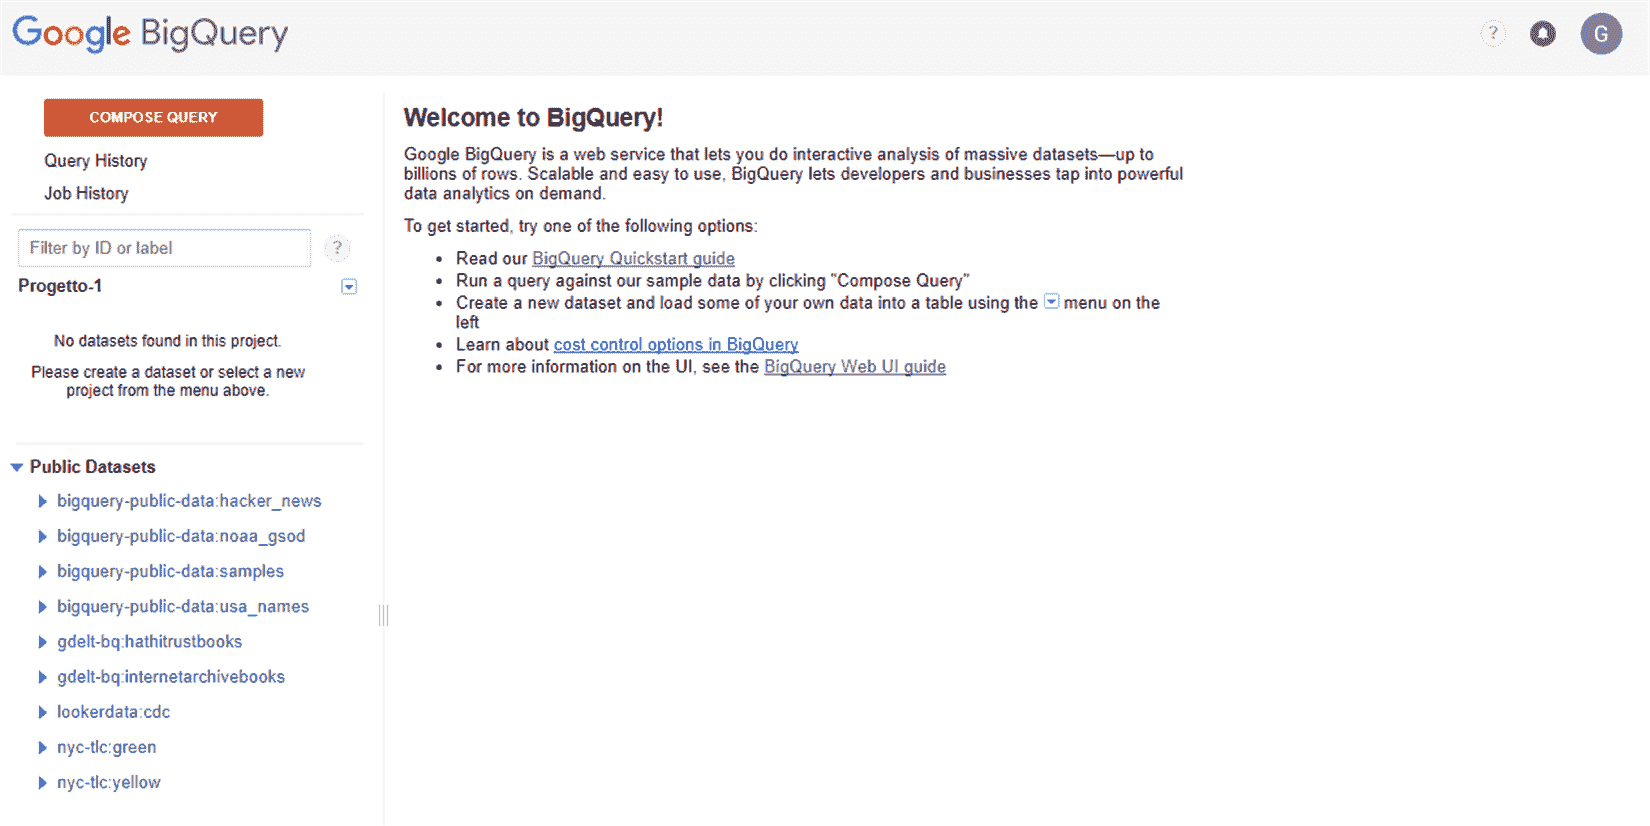 Google BigQuery
?
G
COMPOSE QUERY
Query History
Job History
Filter by ID or label
?
Progetto-1
No datasets found in this project.
Please create a dataset or select a new
project from the menu above.
Public Datasets
bigquery-public-data:hacker_news
bigquery-public-data:noaa_gsod
bigquery-public-data:samples
bigquery-public-data:usa_names
gdelt-bq:hathitrustbooks
gdelt-bq:internetarchivebooks
lookerdata:cdc
nyc-tlc:green
nyc-tlc:yellow
Welcome to BigQuery!
Google BigQuery is a web service that lets you do interactive analysis of massive datasets—up to
billions of rows. Scalable and easy to use, BigQuery lets developers and businesses tap into powerful
data analytics on demand.
To get started, try one of the following options:
• Read our BigQuery Quickstart guide
• Run a query against our sample data by clicking "Compose Query"
• Create a new dataset and load some of your own data into a table using the menu on the
left
• Learn about cost control options in BigQuery
• For more information on the UI, see the BigQuery Web UI guide